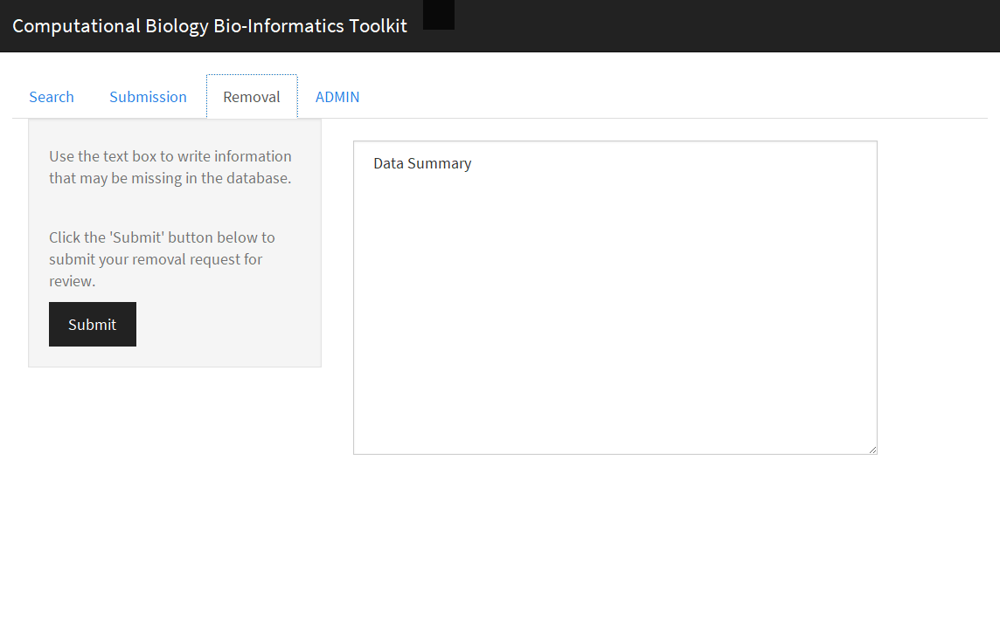 Computational Biology Bio-Informatics Toolkit
Search Submission Removal ADMIN
Use the text box to write information
that may be missing in the database.
Click the 'Submit' button below to
submit your removal request for
review.
Submit
Data Summary